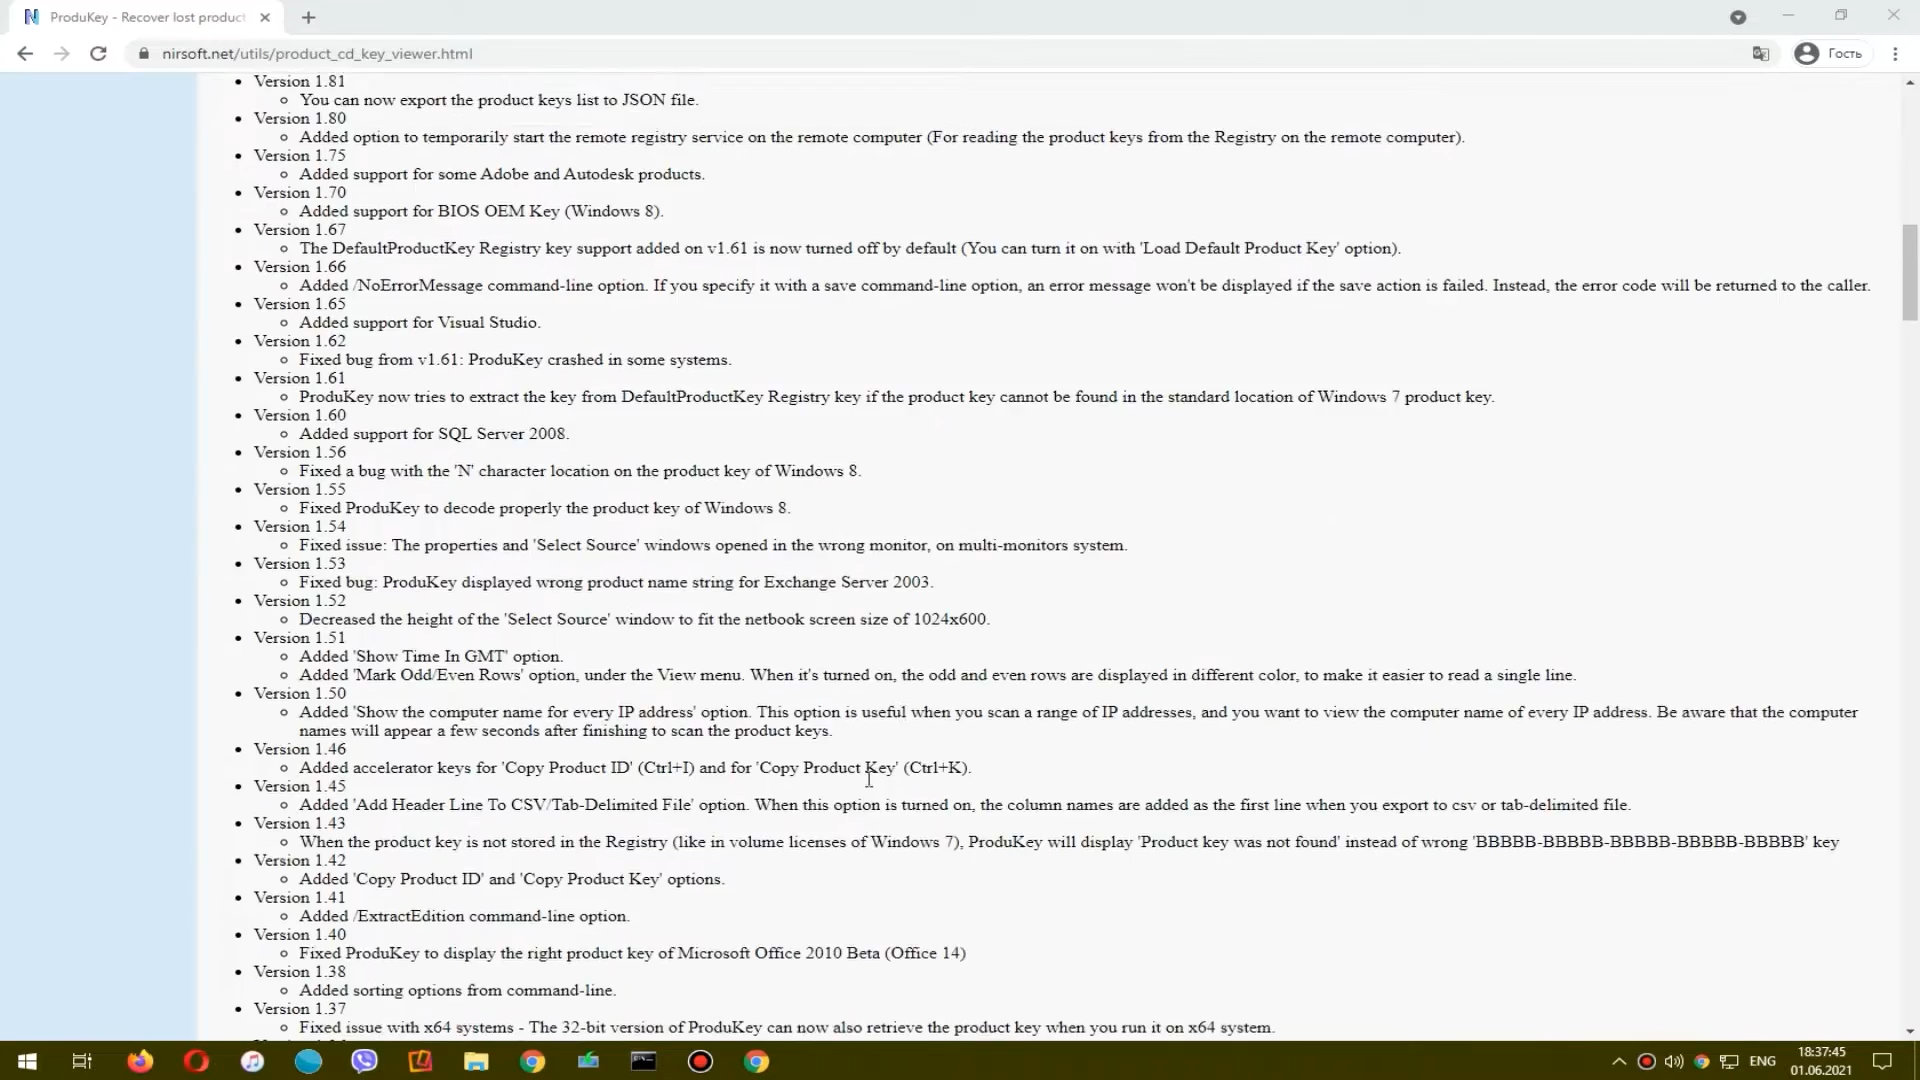 ProduKey - Recover lost product
nirsoft.net/utils/product_cd_key_viewer.html
Гость
Version 1.81
You can now export the product keys list to JSON file.
Version 1.80
Added option to temporarily start the remote registry service on the remote computer (For reading the product keys from the Registry on the remote computer).
Version 1.75
Added support for some Adobe and Autodesk products.
Version 1.70
Added support for BIOS OEM Key (Windows 8).
Version 1.67
The DefaultProductKey Registry key support added on v1.61 is now turned off by default (You can turn it on with 'Load Default Product Key' option).
Version 1.66
Added /NoErrorMessage command-line option. If you specify it with a save command-line option, an error message won't be displayed if the save action is failed. Instead, the error code will be returned to the caller.
Version 1.65
Added support for Visual Studio.
Version 1.62
Fixed bug from v1.61: ProduKey crashed in some systems.
Version 1.61
ProduKey now tries to extract the key from DefaultProductKey Registry key if the product key cannot be found in the standard location of Windows 7 product key.
Version 1.60
Added support for SQL Server 2008.
Version 1.56
Fixed a bug with the 'N' character location on the product key of Windows 8.
Version 1.55
Fixed ProduKey to decode properly the product key of Windows 8.
Version 1.54
Fixed issue: The properties and 'Select Source' windows opened in the wrong monitor, on multi-monitors system.
Version 1.53
Fixed bug: ProduKey displayed wrong product name string for Exchange Server 2003.
Version 1.52
Decreased the height of the 'Select Source' window to fit the netbook screen size of 1024x600.
Version 1.51
Added 'Show Time In GMT' option.
Added 'Mark Odd/Even Rows' option, under the View menu. When it's turned on, the odd and even rows are displayed in different color, to make it easier to read a single line.
Version 1.50
Added 'Show the computer name for every IP address' option. This option is useful when you scan a range of IP addresses, and you want to view the computer name of every IP address. Be aware that the computer
names will appear a few seconds after finishing to scan the product keys.
Version 1.46
Added accelerator keys for 'Copy Product ID' (Ctrl+I) and for 'Copy Product Key' (Ctrl+K).
Version 1.45
Added 'Add Header Line To CSV/Tab-Delimited File' option. When this option is turned on, the column names are added as the first line when you export to csv or tab-delimited file.
Version 1.43
When the product key is not stored in the Registry (like in volume licenses of Windows 7), ProduKey will display 'Product key was not found' instead of wrong 'BBBBB-BBBBB-BBBBB-BBBBB-BBBBB' key
Version 1.42
Added 'Copy Product ID' and 'Copy Product Key' options.
Version 1.41
Added /ExtractEdition command-line option.
Version 1.40
Fixed ProduKey to display the right product key of Microsoft Office 2010 Beta (Office 14)
Version 1.38
Added sorting options from command-line.
Version 1.37
Fixed issue with x64 systems - The 32-bit version of ProduKey can now also retrieve the product key when you run it on x64 system.
ENG
18:37:45
01.06.2021